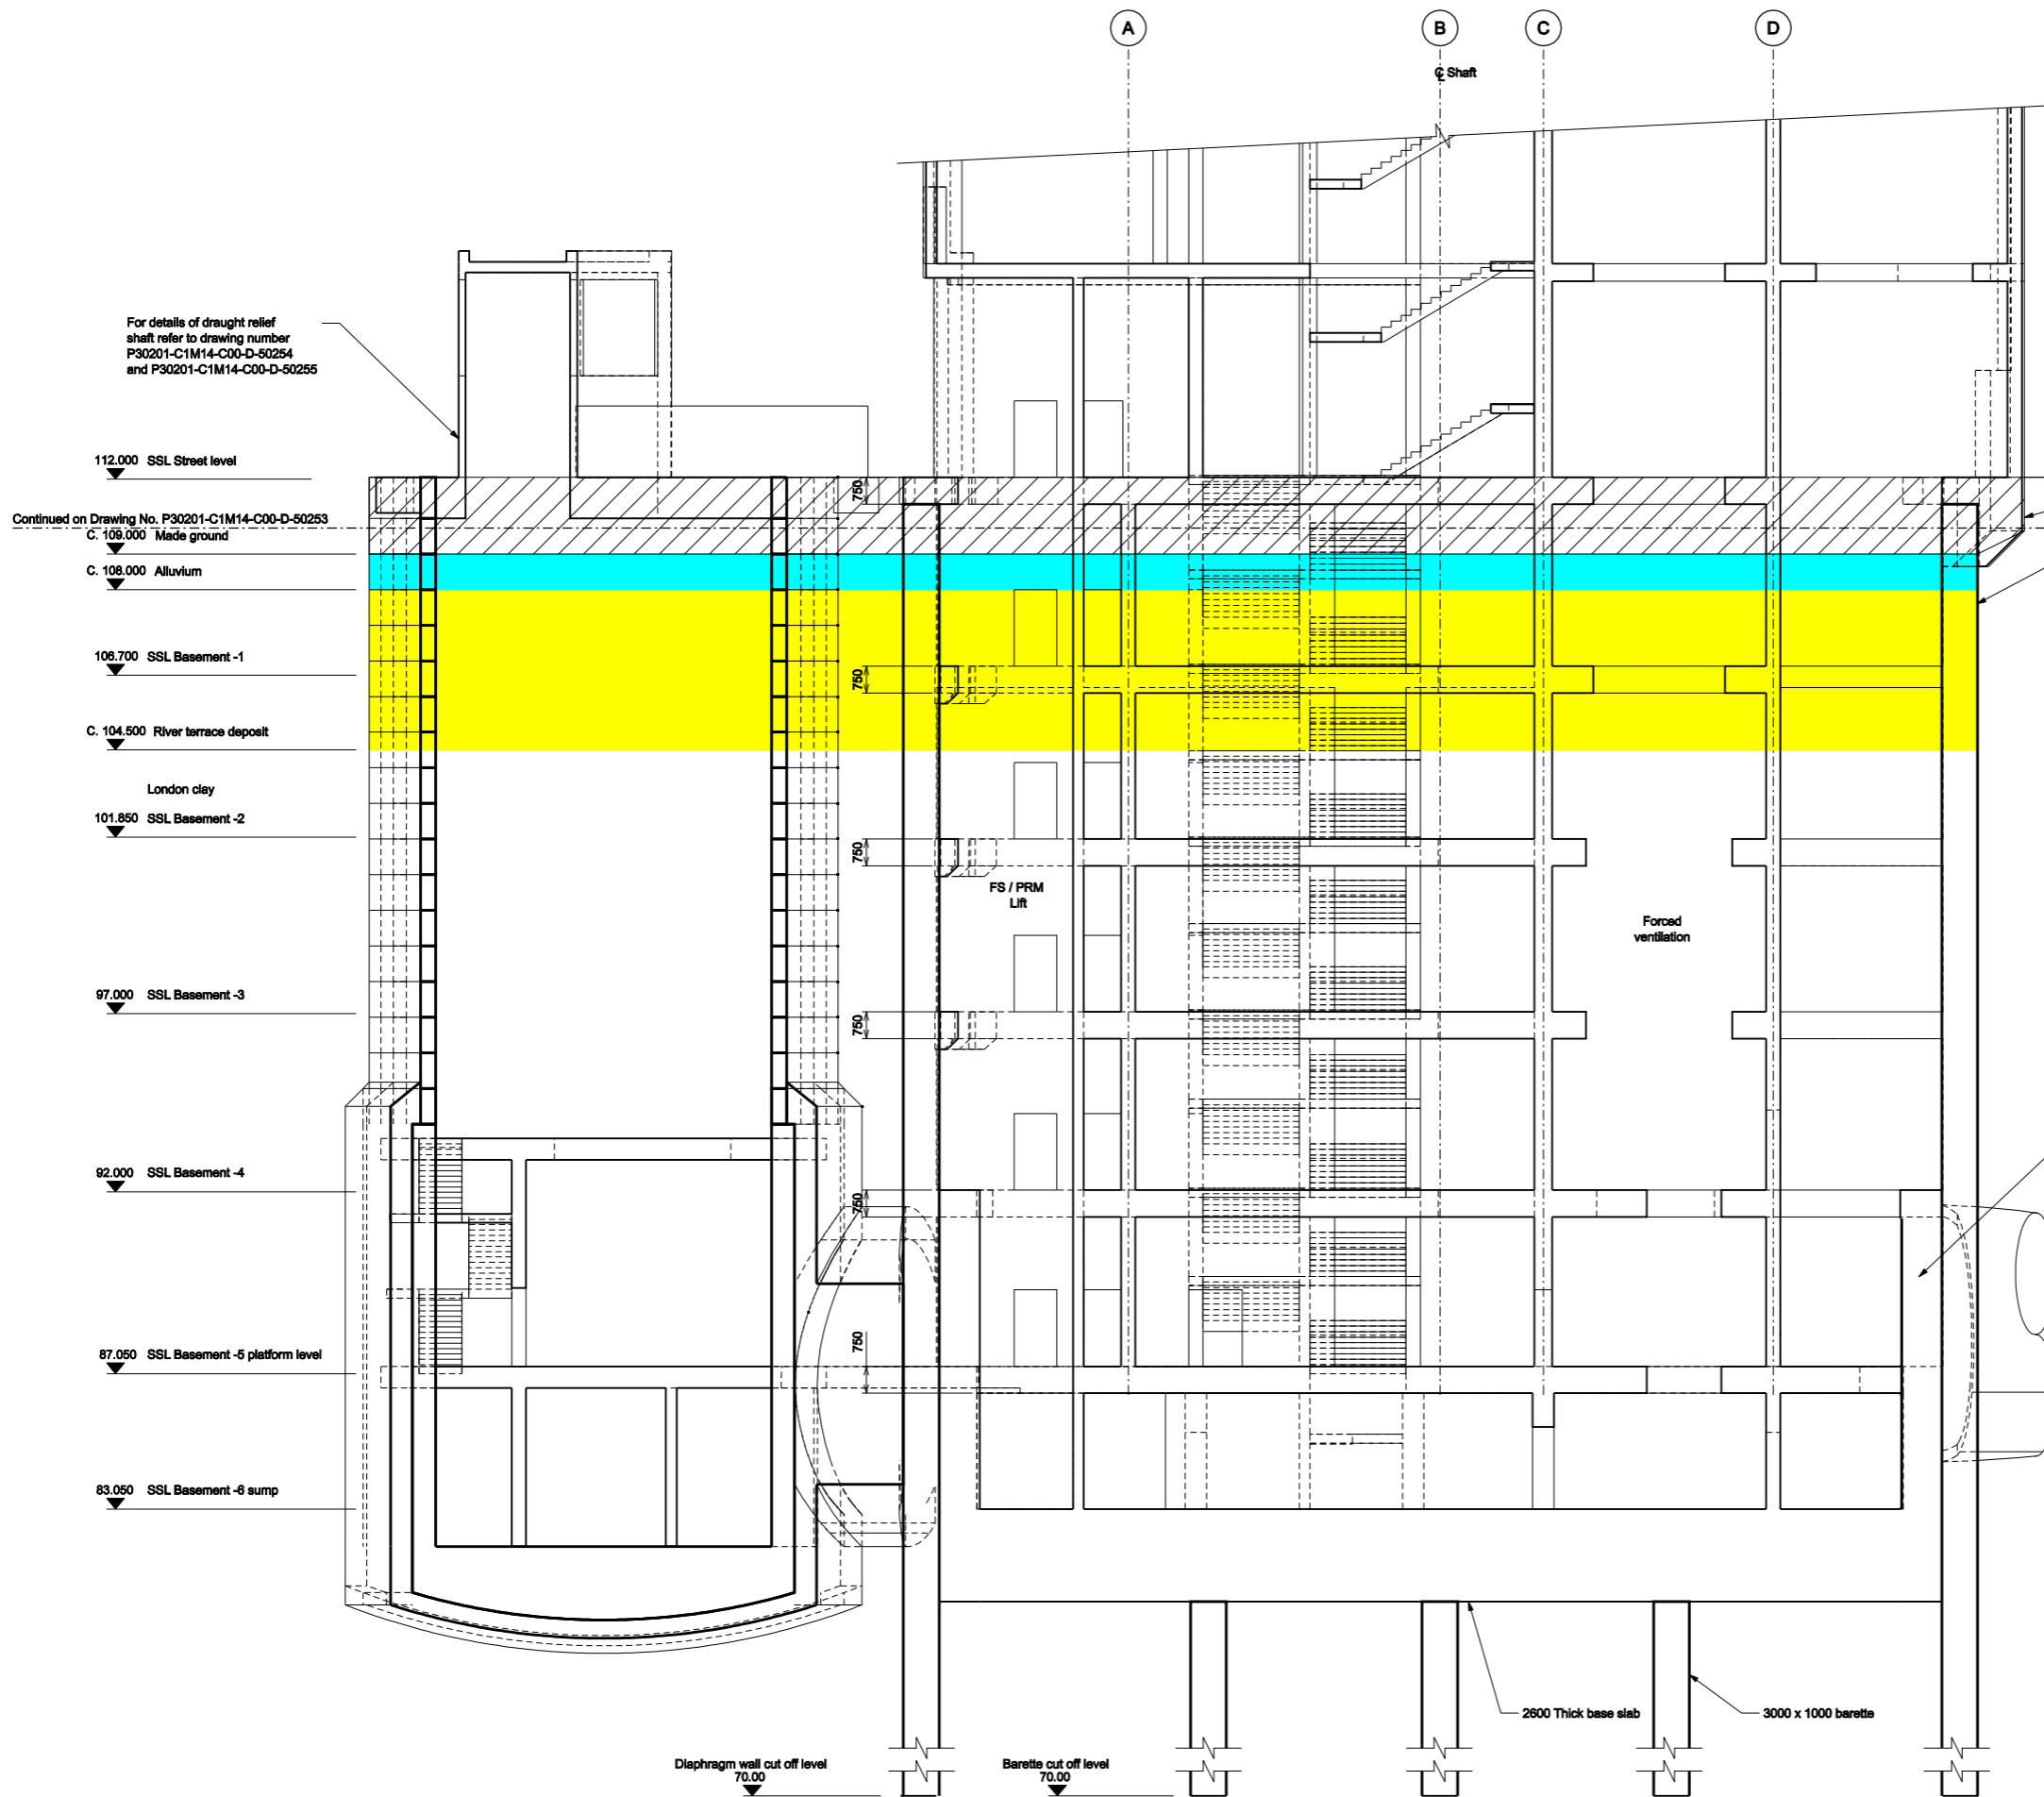 A
B
C
D
℄ Shaft
For details of draught relief
shaft refer to drawing number
P30201-C1M14-C00-D-50254
and P30201-C1M14-C00-D-50255
112.000 SSL Street level
750
Continued on Drawing No. P30201-C1M14-C00-D-50253
C. 109.000 Made ground
C. 108.000 Alluvium
106.700 SSL Basement -1
750
C. 104.500 River terrace deposit
London clay
101.850 SSL Basement -2
750
FS / PRM
Lift
Forced
ventilation
97.000 SSL Basement -3
750
92.000 SSL Basement -4
750
87.050 SSL Basement -5 platform level
750
83.050 SSL Basement -6 sump
2600 Thick base slab
3000 x 1000 barette
Diaphragm wall cut off level
70.00
Barette cut off level
70.00